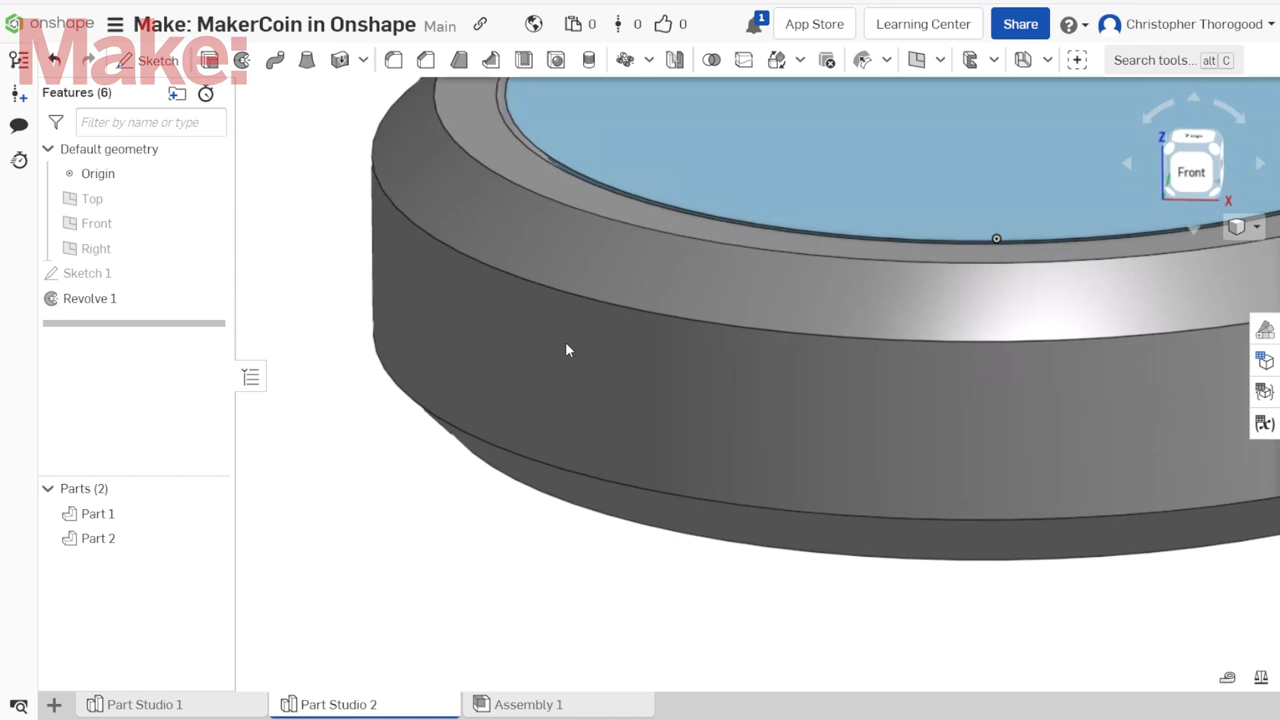 onshape
Make: MakerCoin in Onshape Main
0
0
0
1
App Store
Learning Center
Share
Christopher Thorogood
Make:
Sketch
Search tools... alt C
Features (6)
Filter by name or type
Default geometry
Origin
Top
Front
Right
Sketch 1
Revolve 1
Parts (2)
Part 1
Part 2
Z
Top
Front
X
(x)
Part Studio 1
Part Studio 2
Assembly 1